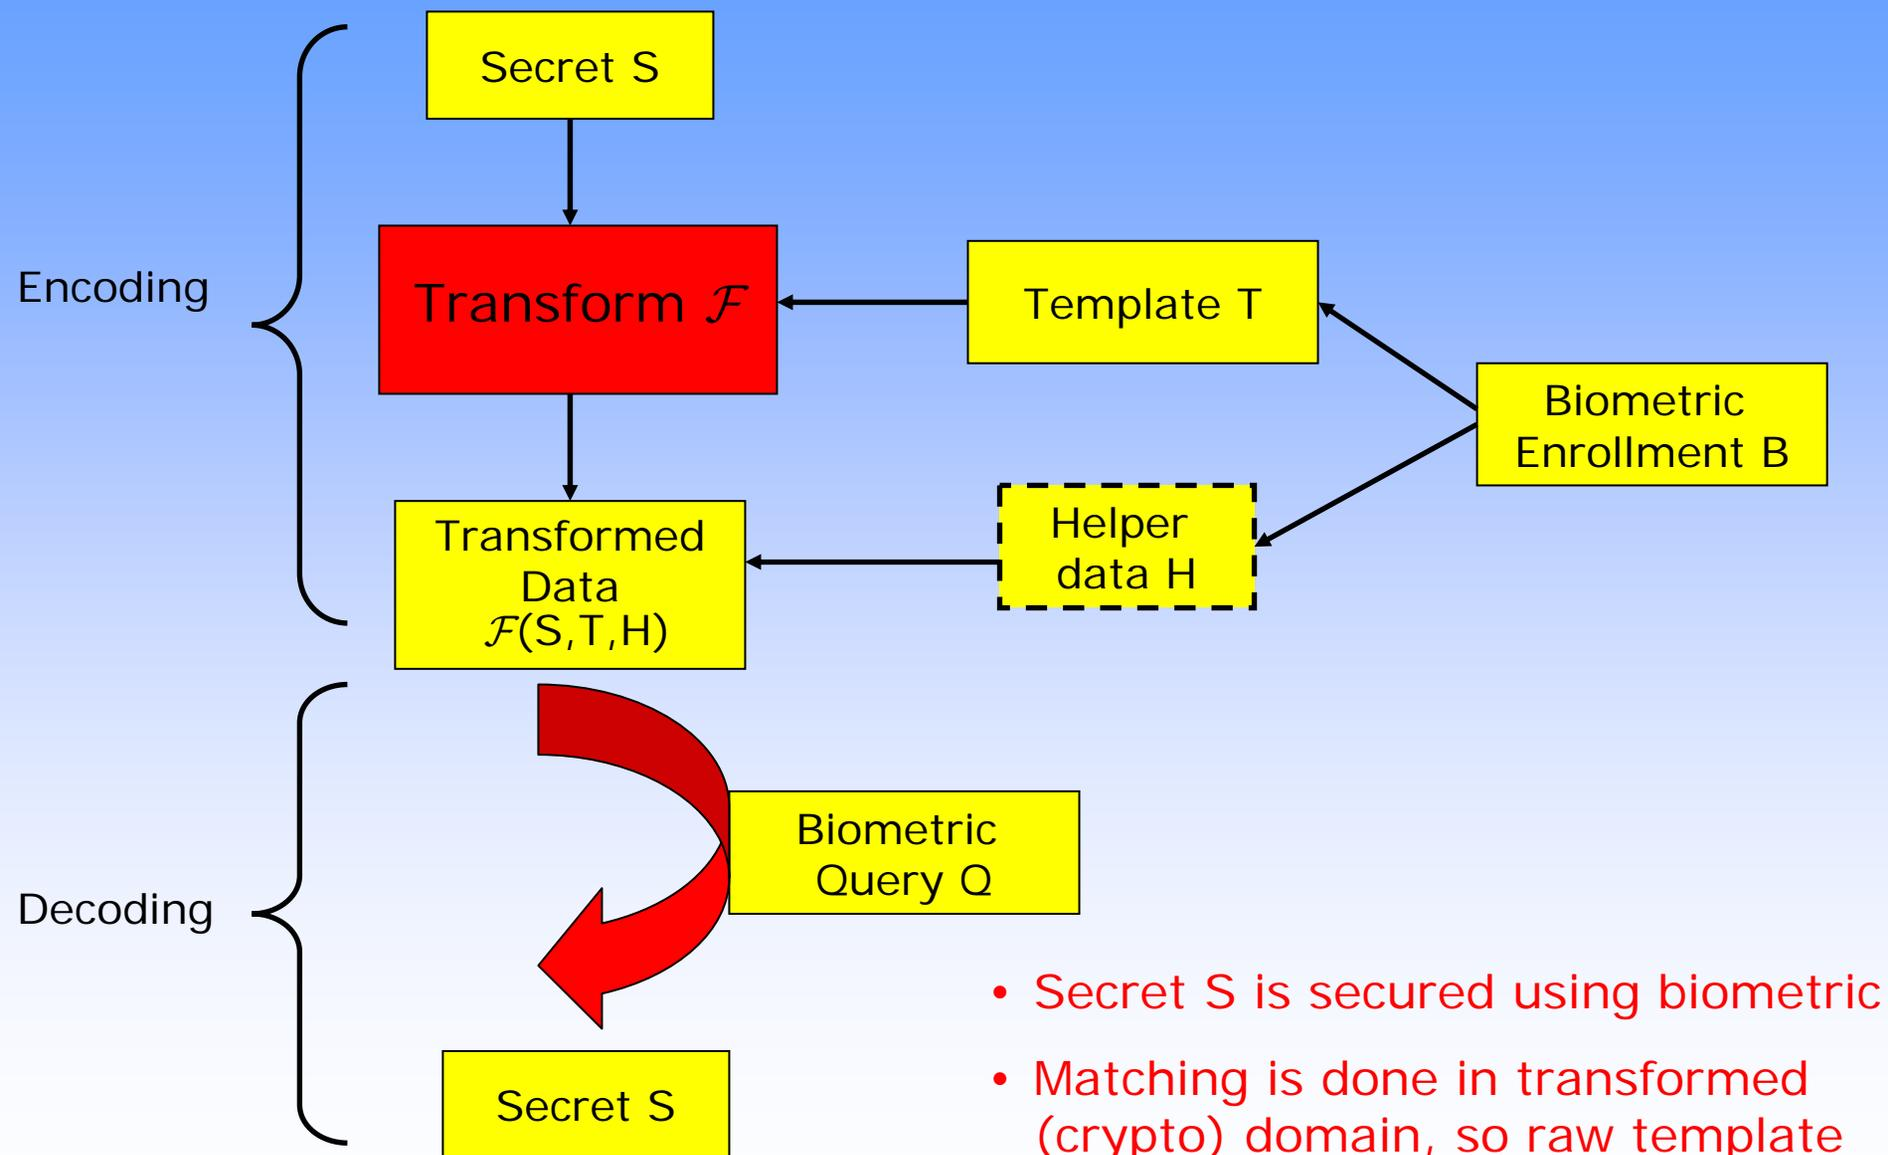 Secret S
Encoding
Transform ℱ
Template T
Biometric
Enrollment B
Helper
data H
Transformed
Data
ℱ(S,T,H)
Biometric
Query Q
Decoding
• Secret S is secured using biometric
Secret S
• Matching is done in transformed
(crypto) domain, so raw template